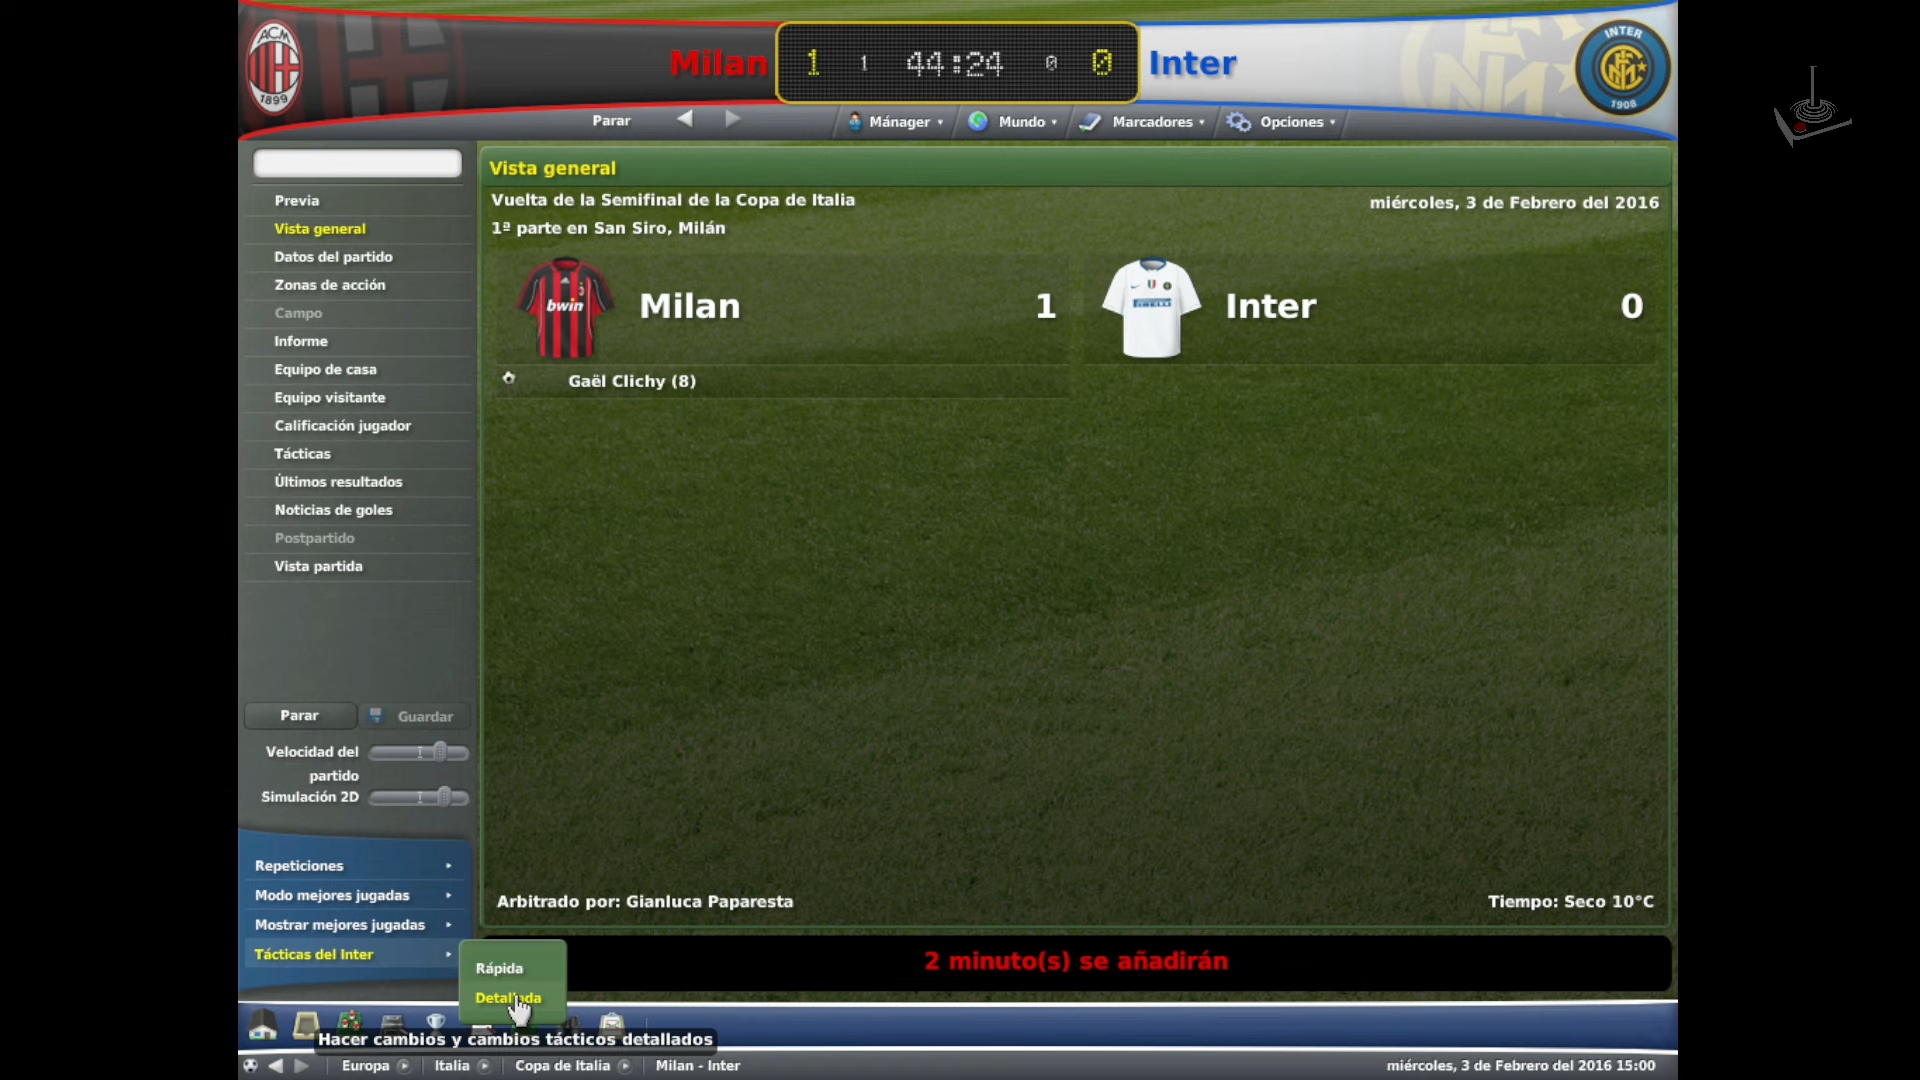 ACM
1899
Milan
1
1
44:24
0
0
Inter
INTER
1908
Parar
Mánager
Mundo
Marcadores
Opciones
Previa
Vista general
Datos del partido
Zonas de acción
Campo
Informe
Equipo de casa
Equipo visitante
Calificación jugador
Tácticas
Últimos resultados
Noticias de goles
Postpartido
Vista partida
Parar
Guardar
Velocidad del
partido
Simulación 2D
Repeticiones
Modo mejores jugadas
Mostrar mejores jugadas
Tácticas del Inter
Vista general
Vuelta de la Semifinal de la Copa de Italia
miércoles, 3 de Febrero del 2016
1ª parte en San Siro, Milán
bwin
Milan
1
PIRELLI
Inter
0
Gaël Clichy (8)
Arbitrado por: Gianluca Paparesta
Tiempo: Seco 10°C
2 minuto(s) se añadirán
Rápida
Detallada
Hacer cambios y cambios tácticos detallados
Europa
Italia
Copa de Italia
Milan - Inter
miércoles, 3 de Febrero del 2016 15:00